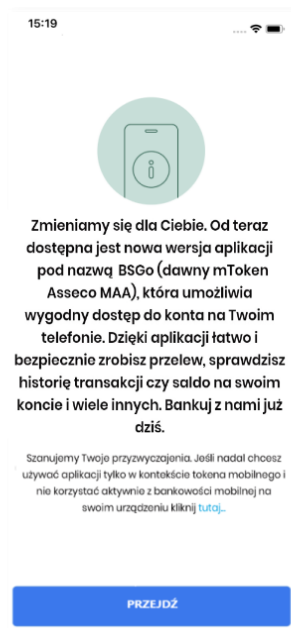 15:19
Zmieniamy się dla Ciebie. Od teraz
dostępna jest nowa wersja aplikacji
pod nazwą BSGo (dawny mToken
Asseco MAA), która umożliwia
wygodny dostęp do konta na Twoim
telefonie. Dzięki aplikacji łatwo i
bezpiecznie zrobisz przelew, sprawdzisz
historię transakcji czy saldo na swoim
koncie i wiele innych. Bankuj z nami już
dziś.
Szanujemy Twoje przyzwyczajenia. Jeśli nadal chcesz
używać aplikacji tylko w kontekście tokena mobilnego i
nie korzystać aktywnie z bankowości mobilnej na
swoim urządzeniu kliknij tutaj...
PRZEJDŹ